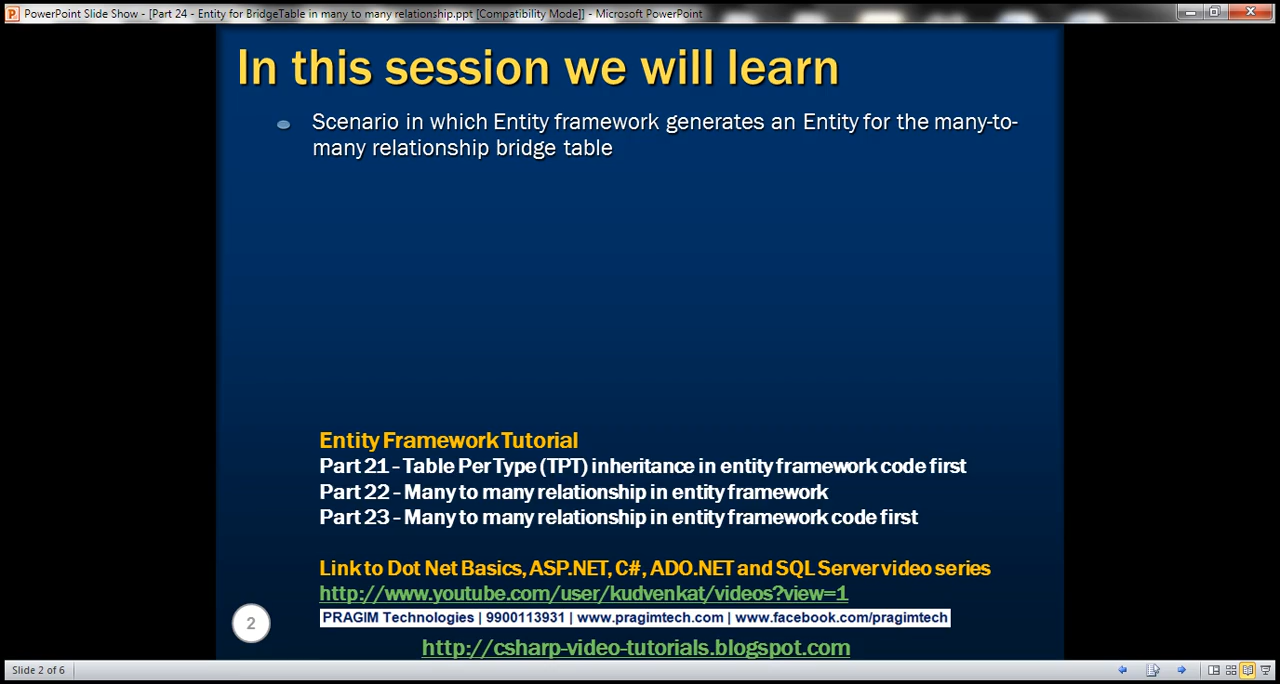 PowerPoint Slide Show - [Part 24 - Entity for BridgeTable in many to many relationship.ppt [Compatibility Mode]] - Microsoft PowerPoint
In this session we will learn
Scenario in which Entity framework generates an Entity for the many-to-
many relationship bridge table
Entity Framework Tutorial
Part 21 - Table Per Type (TPT) inheritance in entity framework code first
Part 22 - Many to many relationship in entity framework
Part 23 - Many to many relationship in entity framework code first
Link to Dot Net Basics, ASP.NET, C#, ADO.NET and SQL Server video series
http://www.youtube.com/user/kudvenkat/videos?view=1
PRAGIM Technologies | 9900113931 | www.pragimtech.com | www.facebook.com/pragimtech
2
http://csharp-video-tutorials.blogspot.com
Slide 2 of 6